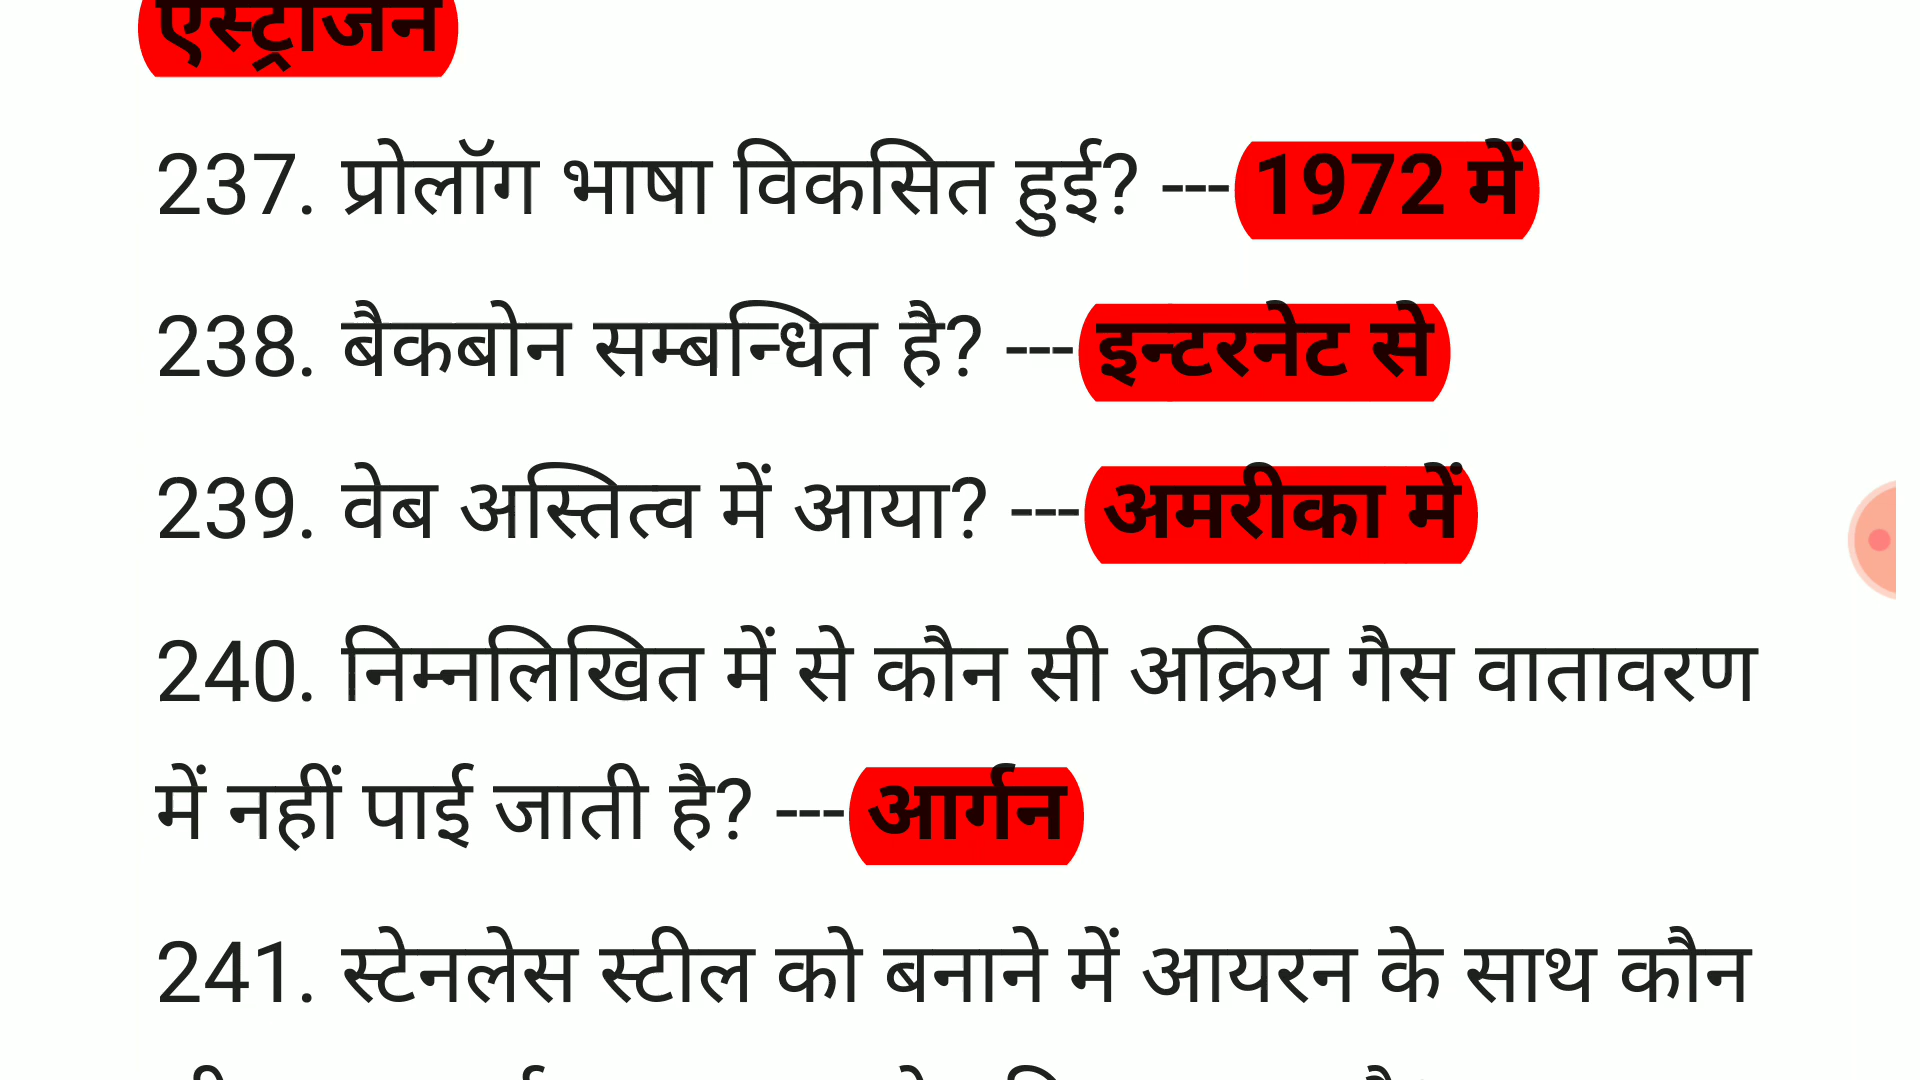 एस्ट्रोजन
237. प्रोलॉग भाषा विकसित हुई? ---1972 में
238. बैकबोन सम्बन्धित है? ---इन्टरनेट से
239. वेब अस्तित्व में आया? ---अमरीका में
240. निम्नलिखित में से कौन सी अक्रिय गैस वातावरण
में नहीं पाई जाती है? ---आर्गन
241. स्टेनलेस स्टील को बनाने में आयरन के साथ कौन